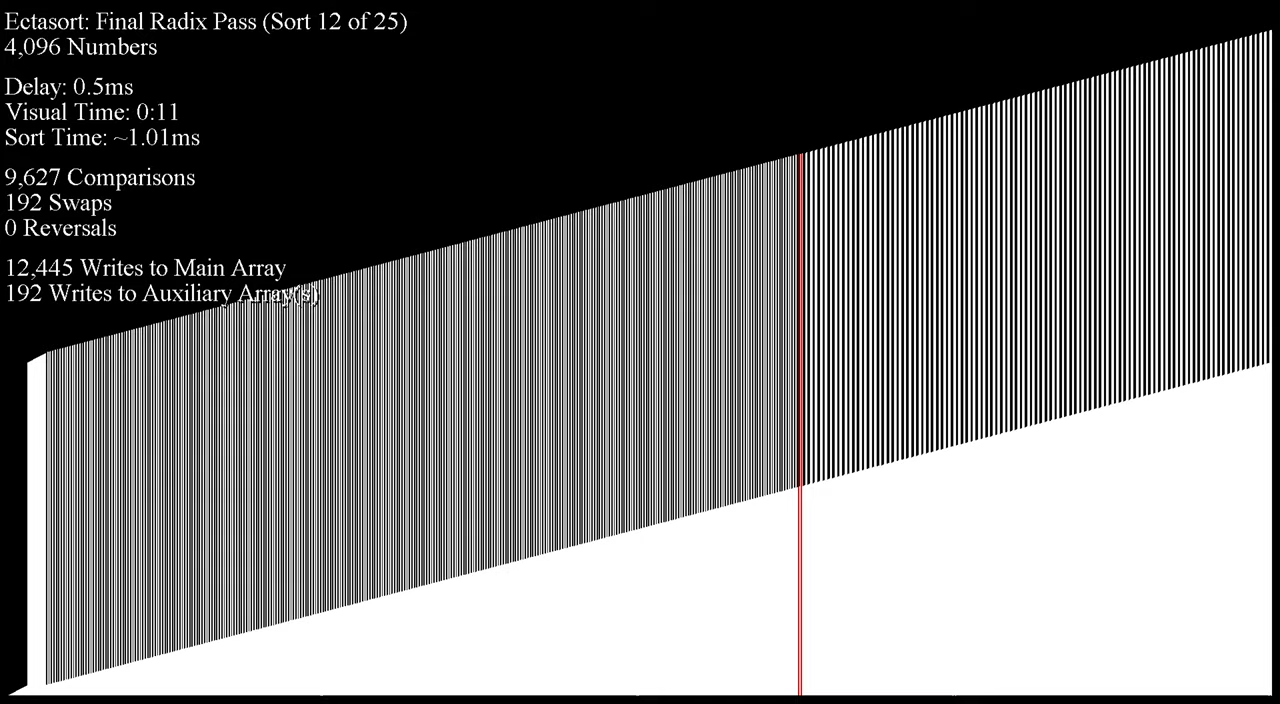 Ectasort: Final Radix Pass (Sort 12 of 25)
4,096 Numbers
Delay: 0.5ms
Visual Time: 0:11
Sort Time: ~1.01ms
9,627 Comparisons
192 Swaps
0 Reversals
12,445 Writes to Main Array
192 Writes to Auxiliary Array(s)